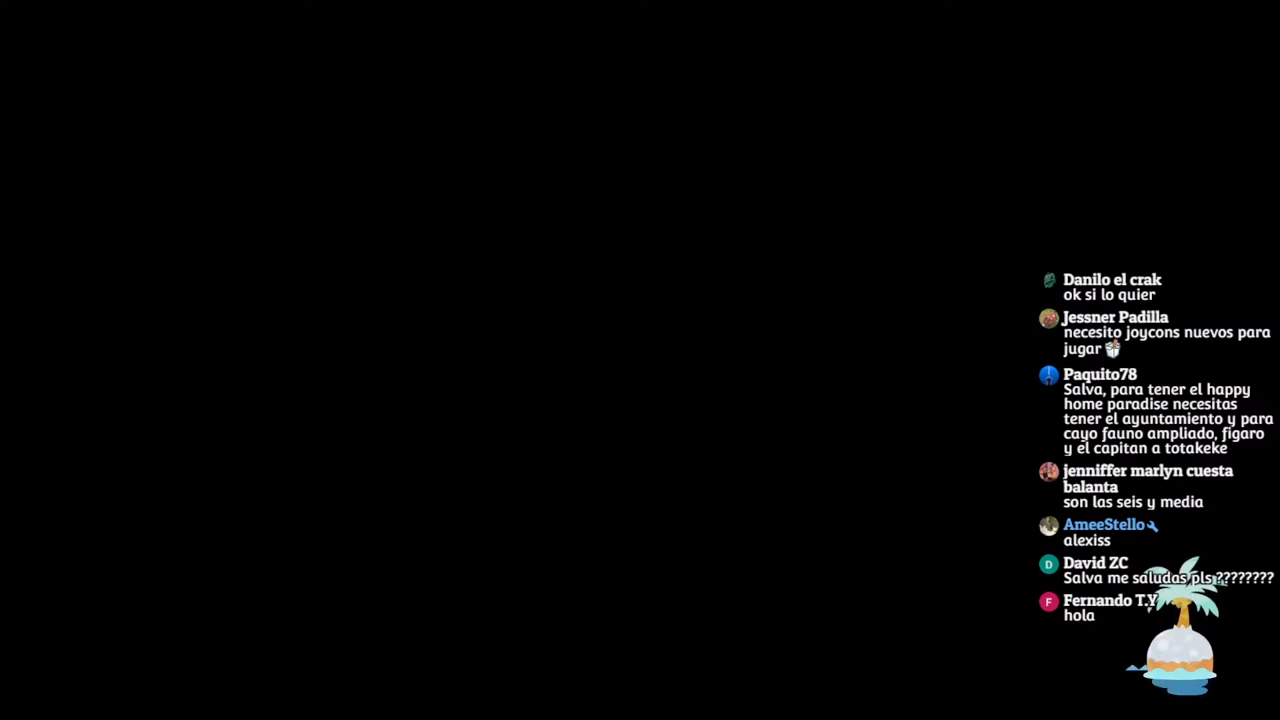 Danilo el crak
ok si lo quier
Jessner Padilla
necesito joycons nuevos para
jugar
Paquito78
Salva, para tener el happy
home paradise necesitas
tener el ayuntamiento y para
cayo fauno ampliado, figaro
y el capitan a totakeke
jenniffer marlyn cuesta
balanta
son las seis y media
AmeeStello
alexiss
D
David ZC
Salva me saludas pls ????????
F
Fernando T.Y
hola